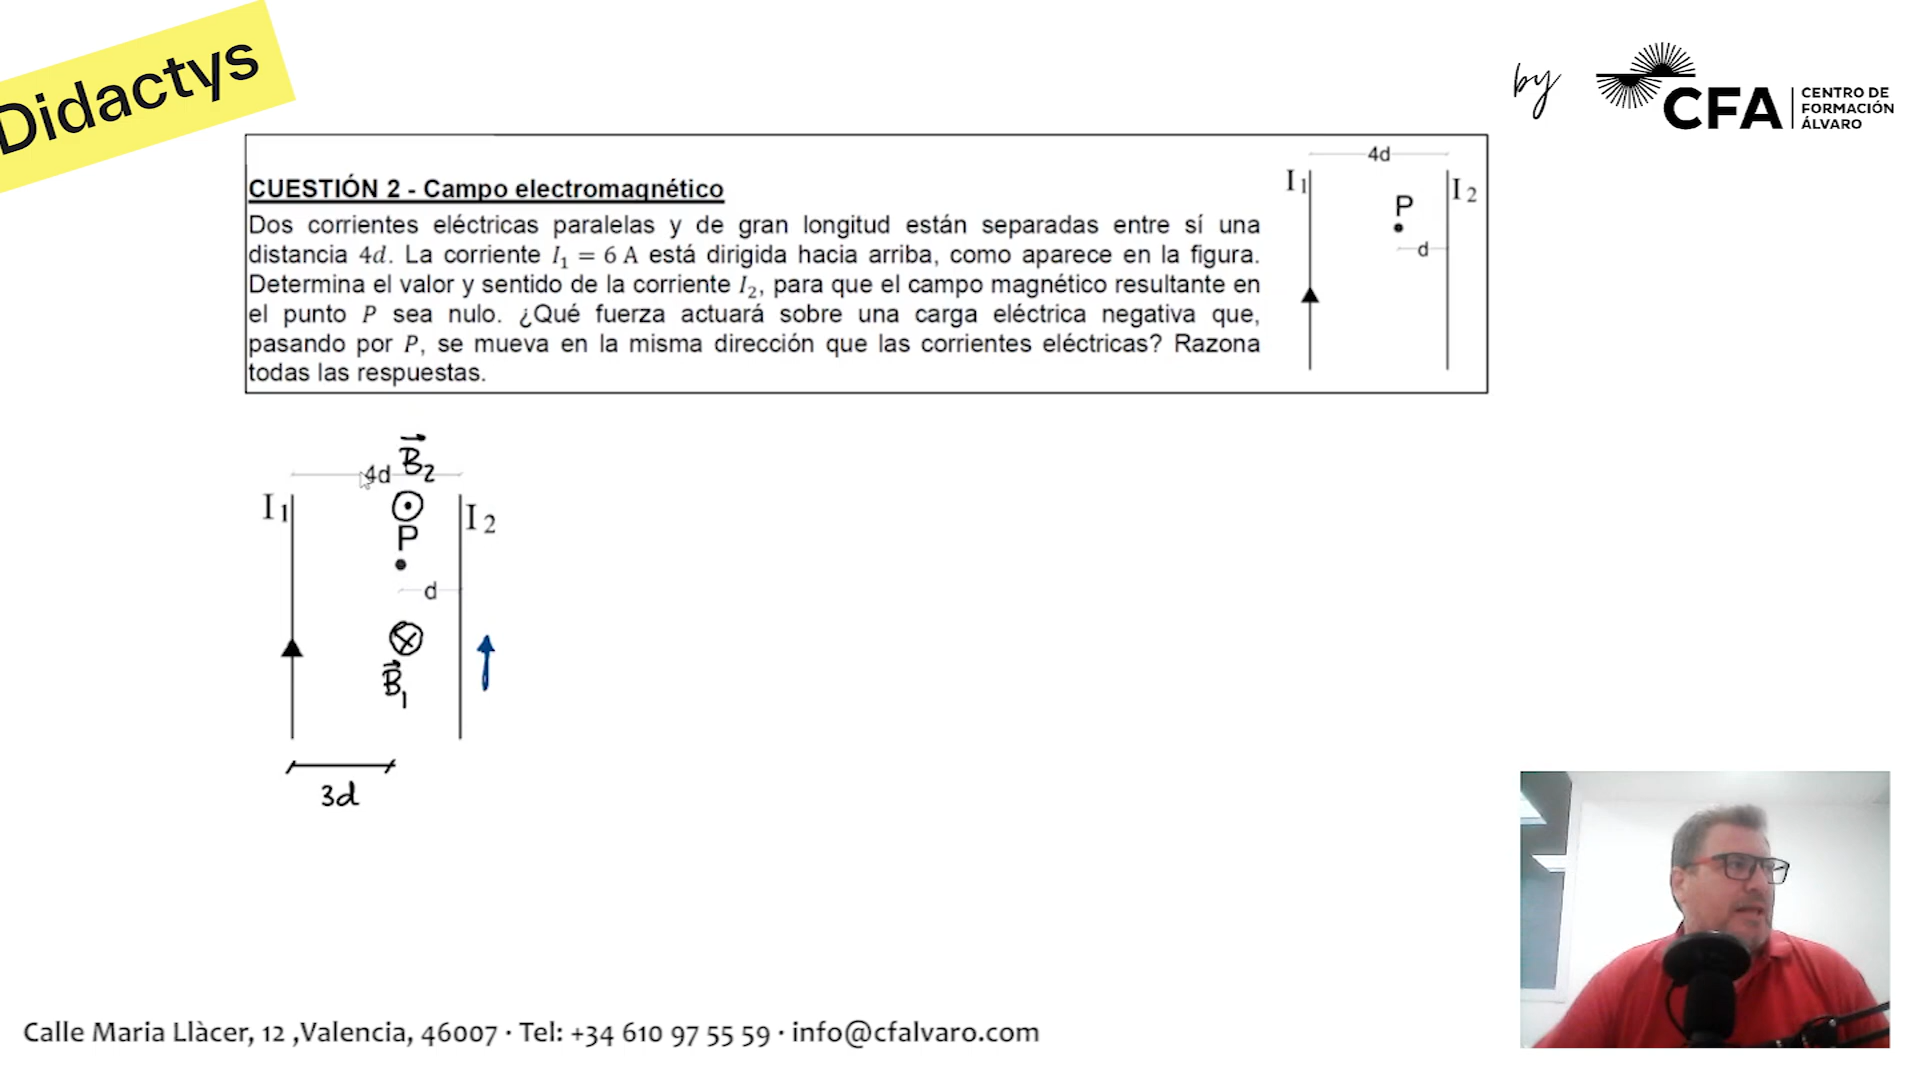 Didactys
by
CFA
CENTRO DE
FORMACIÓN
ÁLVARO
CUESTIÓN 2 - Campo electromagnético
Dos corrientes eléctricas paralelas y de gran longitud están separadas entre sí una
distancia 4d. La corriente I₁ = 6 A está dirigida hacia arriba, como aparece en la figura.
Determina el valor y sentido de la corriente I₂, para que el campo magnético resultante en
el punto P sea nulo. ¿Qué fuerza actuará sobre una carga eléctrica negativa que,
pasando por P, se mueva en la misma dirección que las corrientes eléctricas? Razona
todas las respuestas.
4d
I₁
I₂
P
d
B⃗₂
4d
I₁
I₂
P
d
B⃗₁
3d
Calle Maria Llàcer, 12 ,Valencia, 46007 · Tel: +34 610 97 55 59 · info@cfalvaro.com